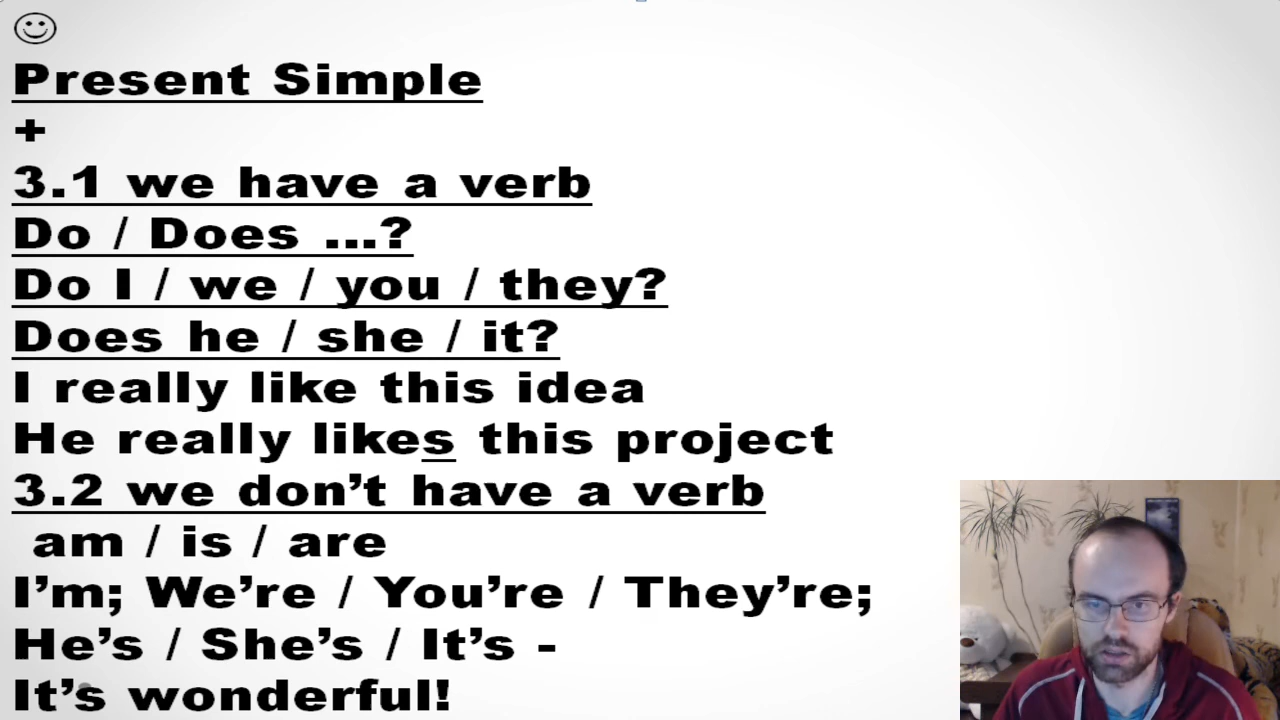 Present Simple
+
3.1 we have a verb
Do / Does ...?
Do I / we / you / they?
Does he / she / it?
I really like this idea
He really likes this project
3.2 we don’t have a verb
am / is / are
I’m; We’re / You’re / They’re;
He’s / She’s / It’s -
It’s wonderful!